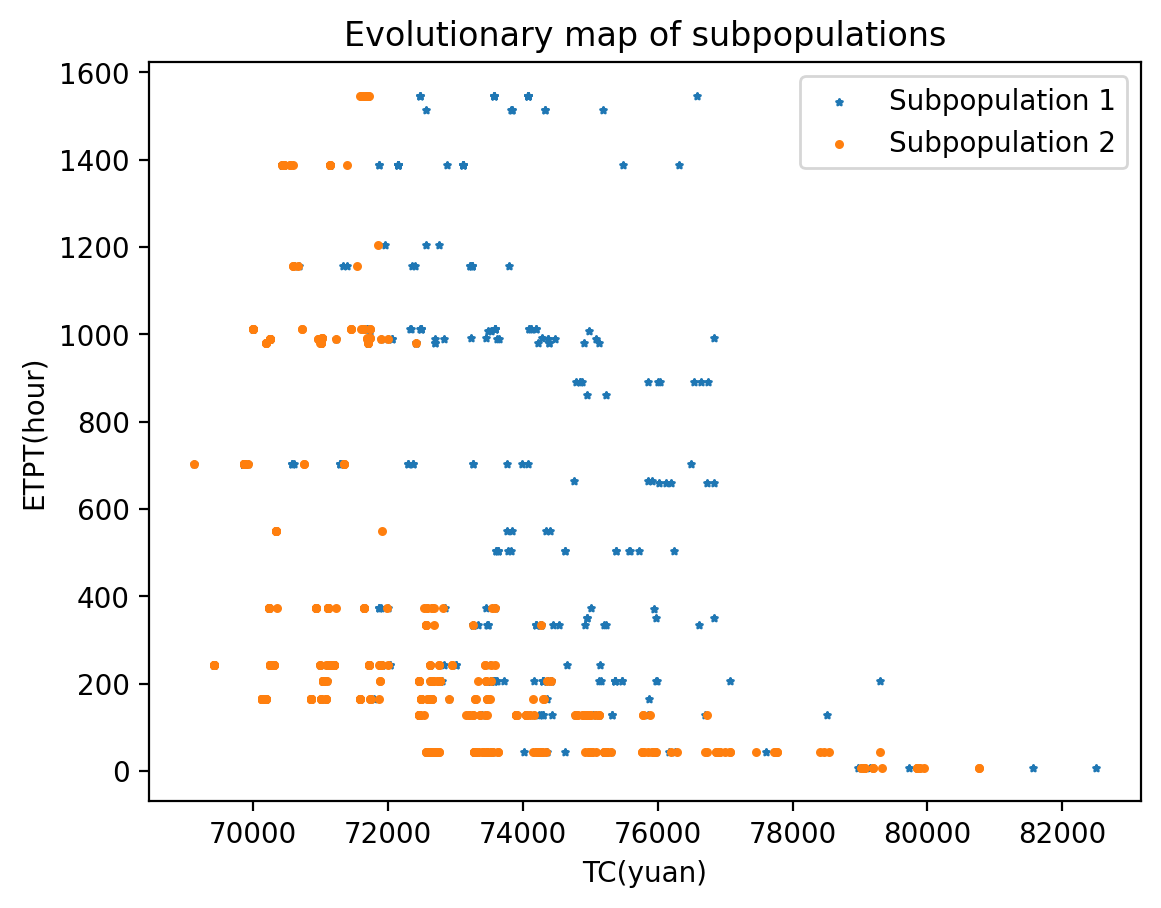 Evolutionary map of subpopulations
Subpopulation 1
Subpopulation 2
ETPT(hour)
1600
1400
1200
1000
800
600
400
200
0
70000 72000 74000 76000 78000 80000 82000
TC(yuan)